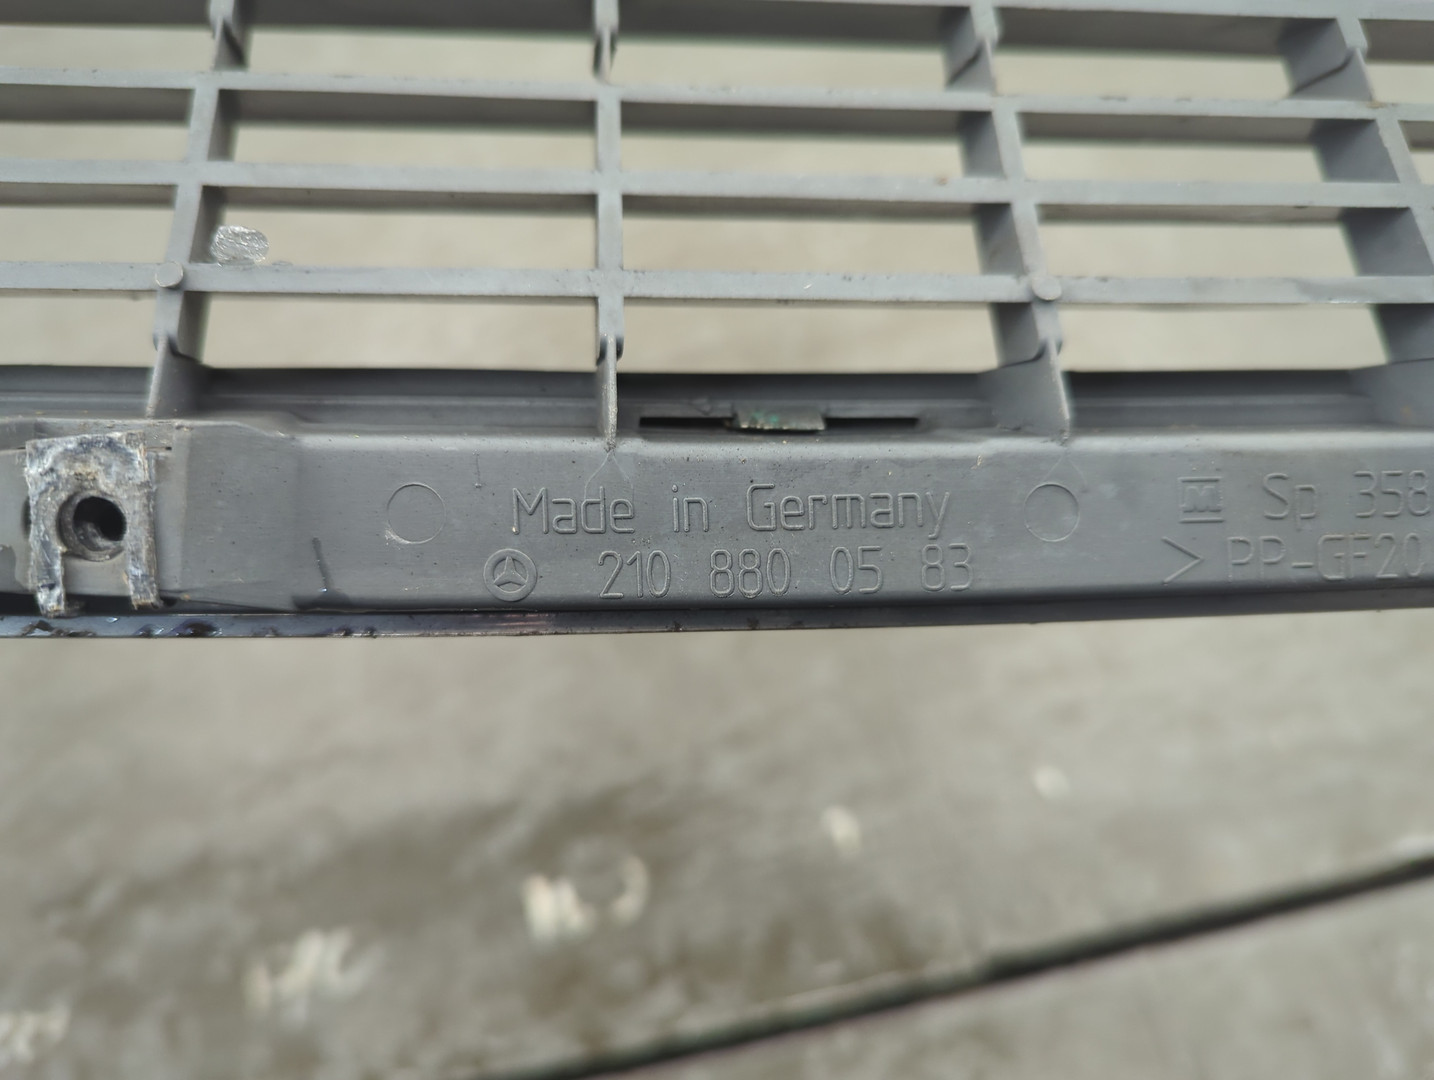 Made in Germany
210 880 05 83
M Sp 358
>PP-GF20